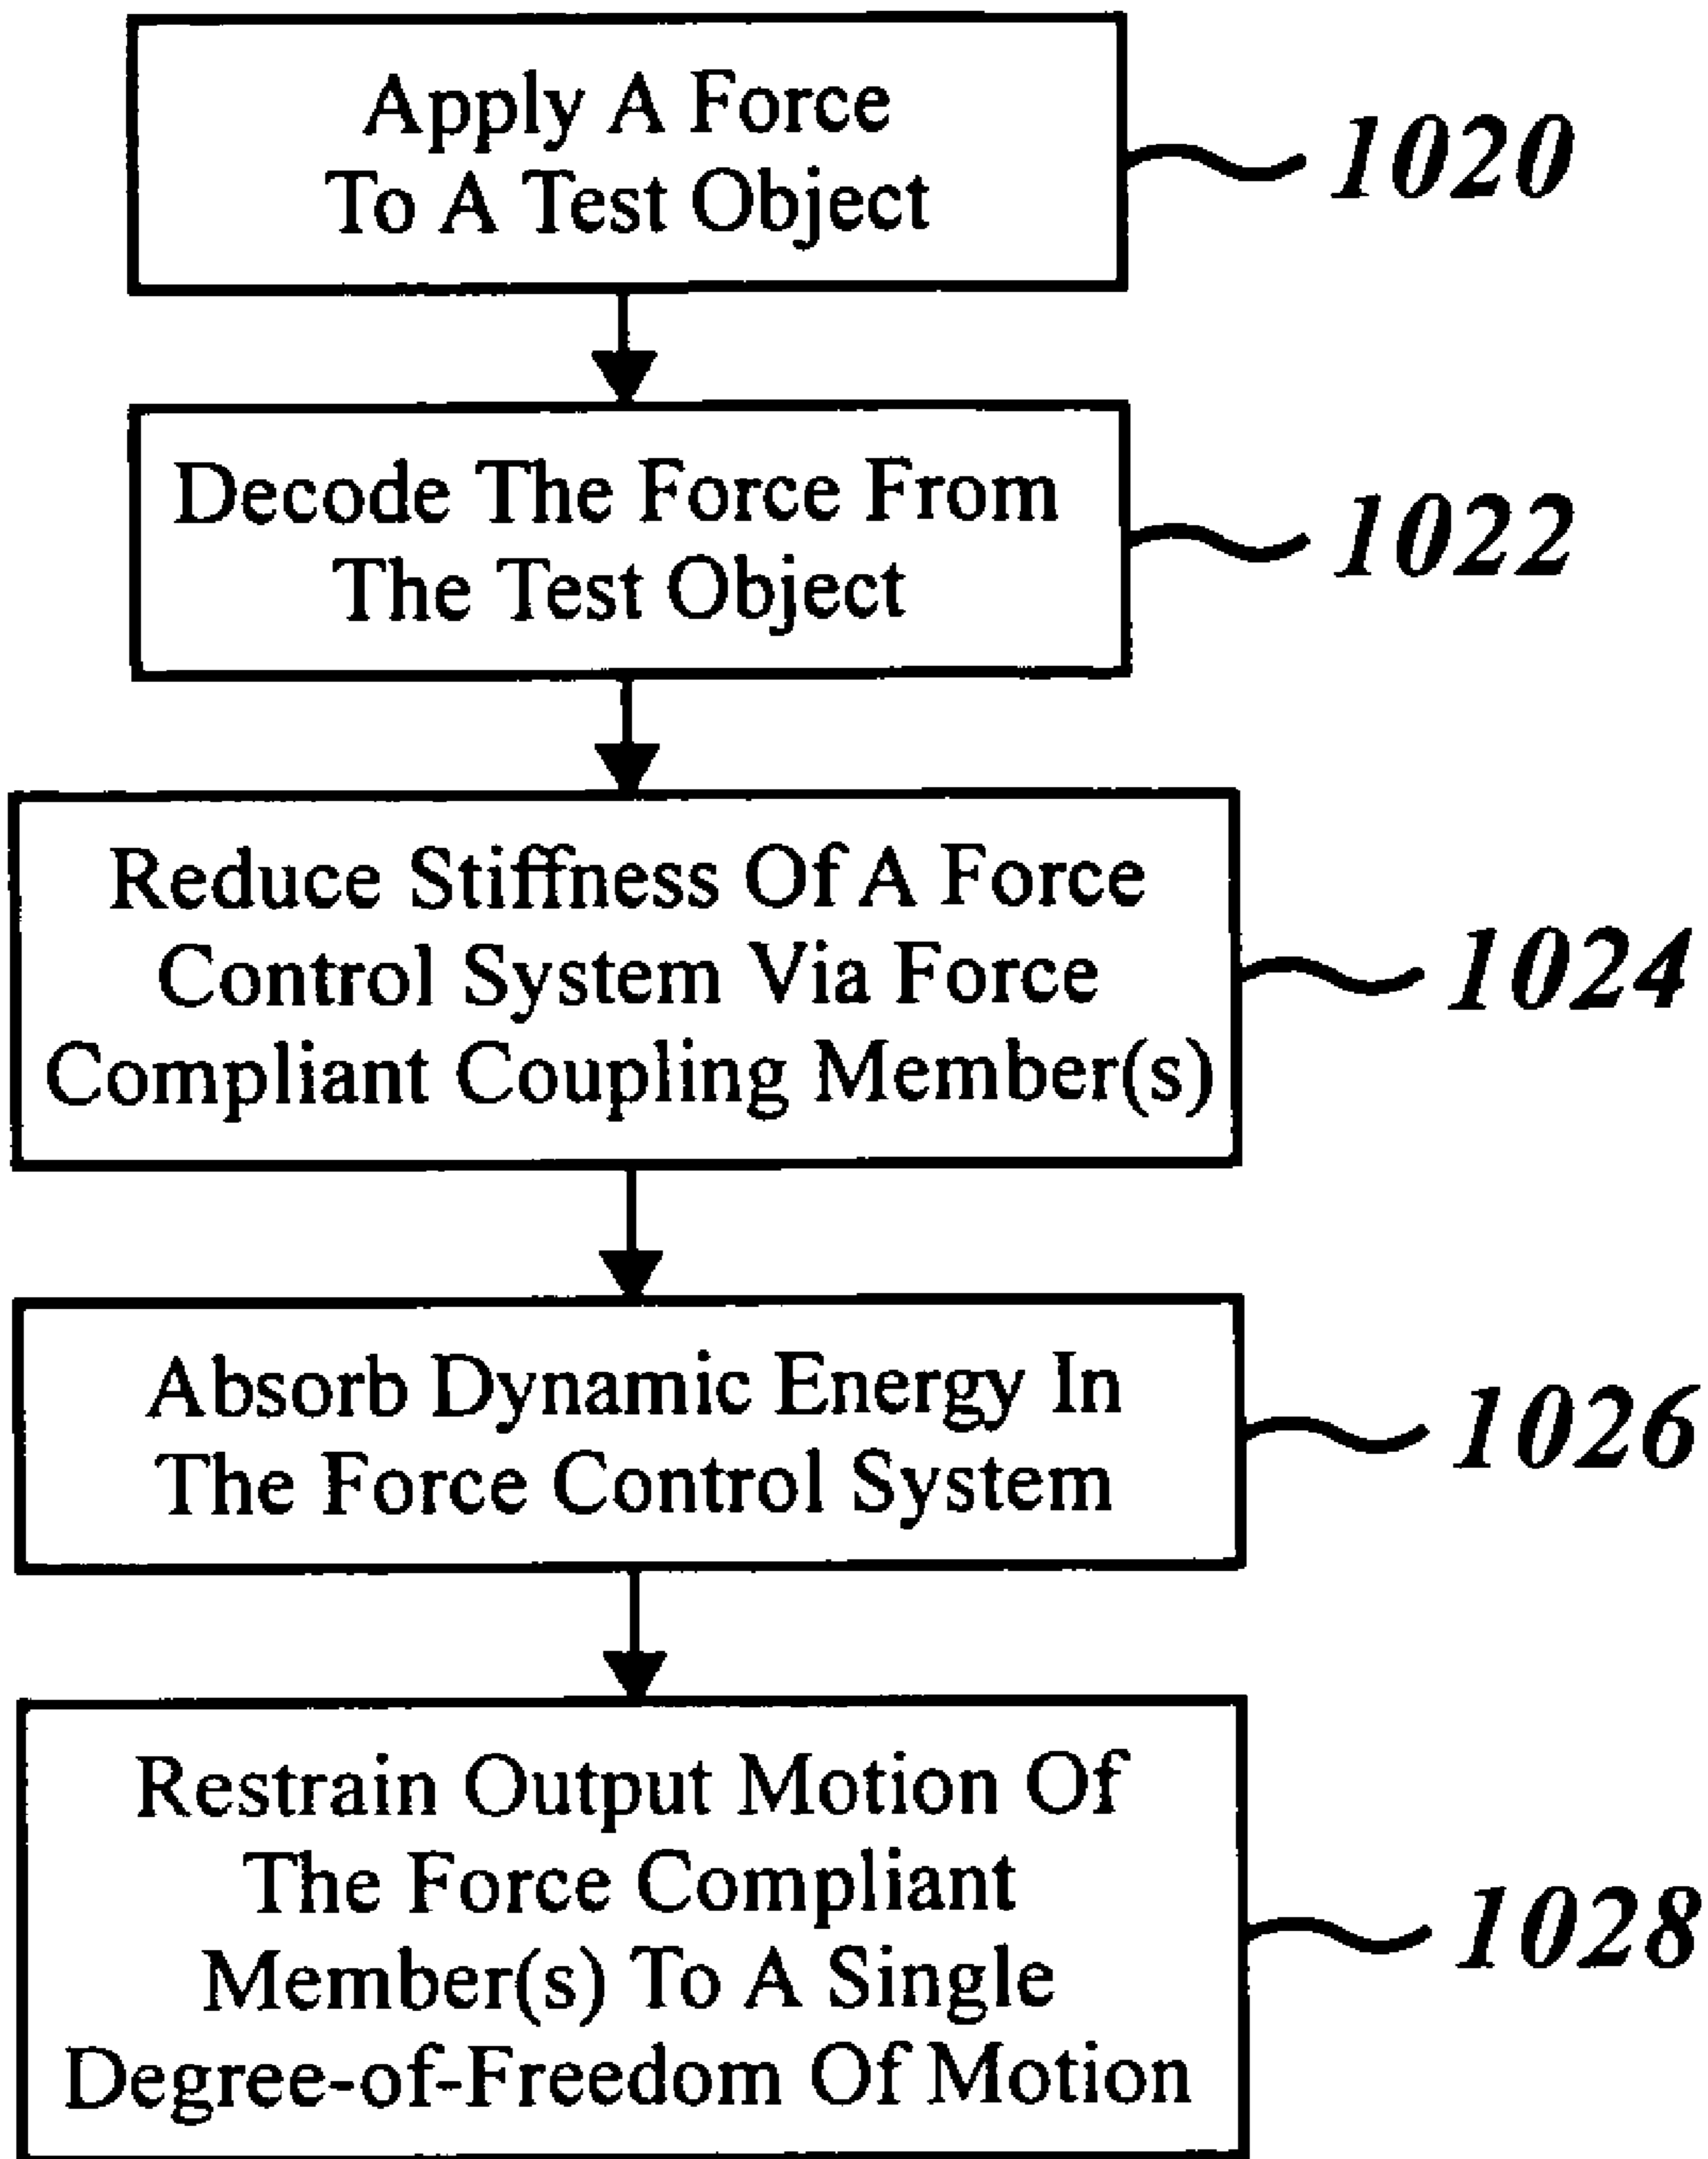 Apply A Force
To A Test Object
1020
Decode The Force From
The Test Object
1022
Reduce Stiffness Of A Force
Control System Via Force
Compliant Coupling Member(s)
1024
Absorb Dynamic Energy In
The Force Control System
1026
Restrain Output Motion Of
The Force Compliant
Member(s) To A Single
Degree-of-Freedom Of Motion
1028